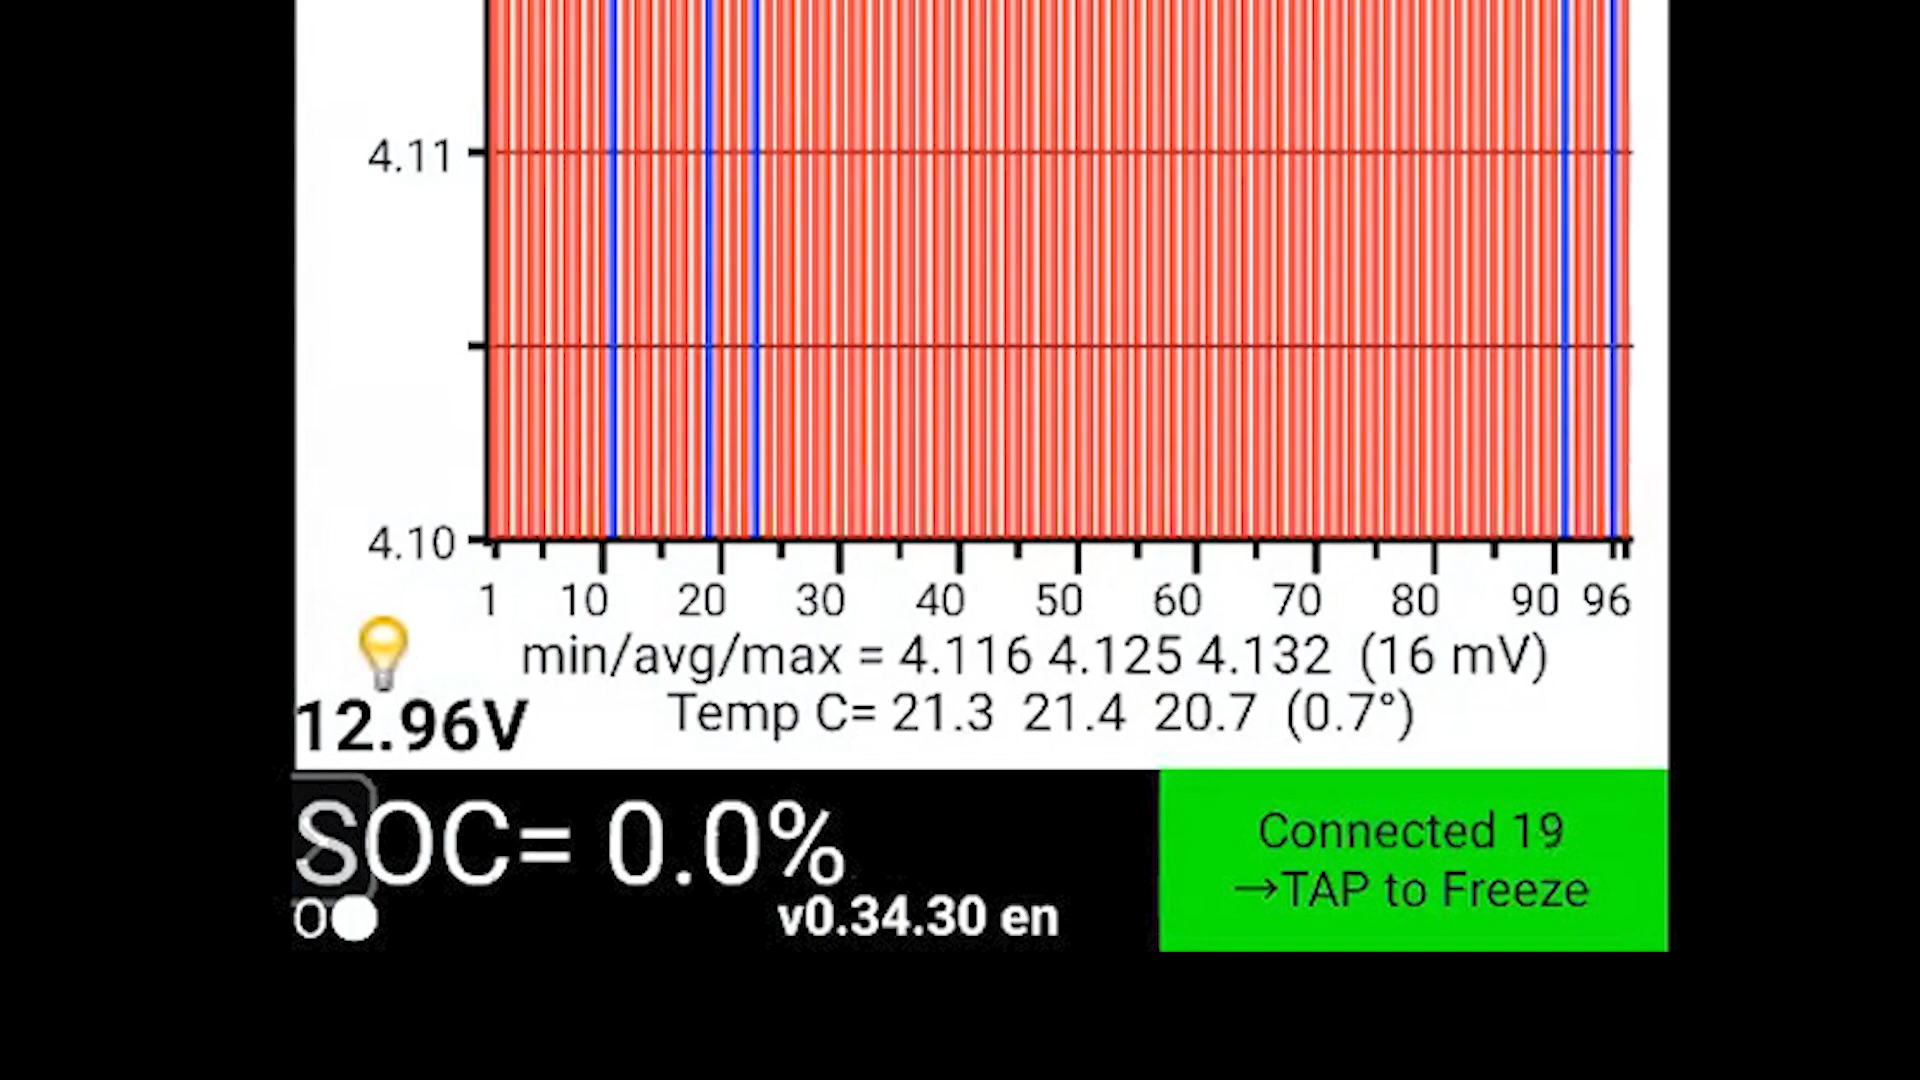 4.11
4.10
1 10 20 30 40 50 60 70 80 90 96
min/avg/max = 4.116 4.125 4.132 (16 mV)
12.96V
Temp C= 21.3 21.4 20.7 (0.7°)
SOC= 0.0%
v0.34.30 en
Connected 19
→TAP to Freeze